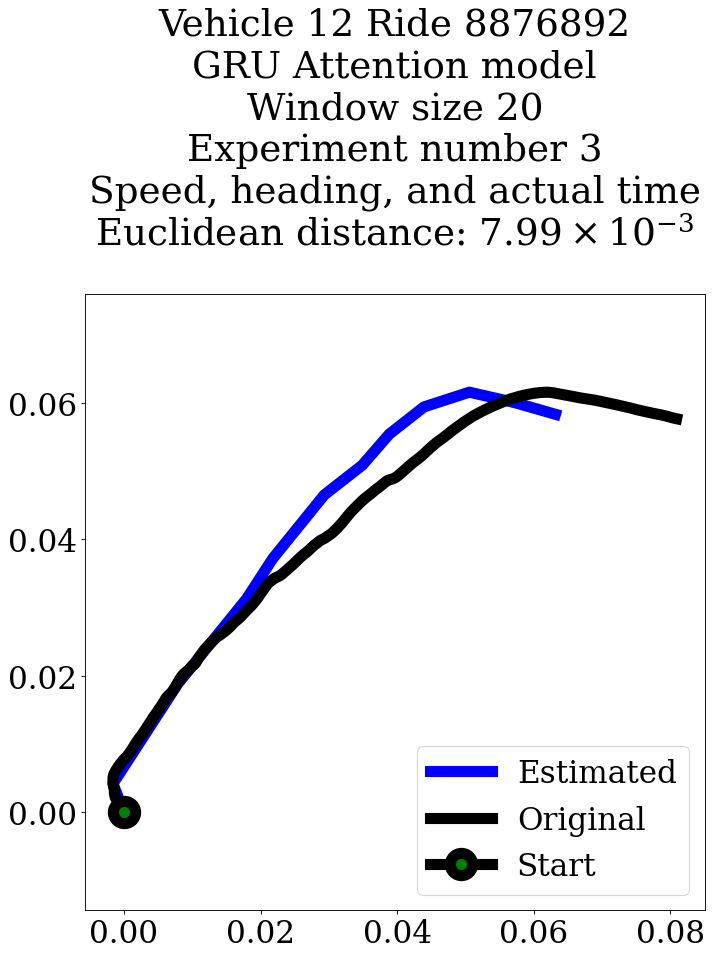 Vehicle 12 Ride 8876892
GRU Attention model
Window size 20
Experiment number 3
Speed, heading, and actual time
Euclidean distance: 7.99 × 10⁻³
0.06
0.04
0.02
0.00
Estimated
Original
Start
0.00 0.02 0.04 0.06 0.08